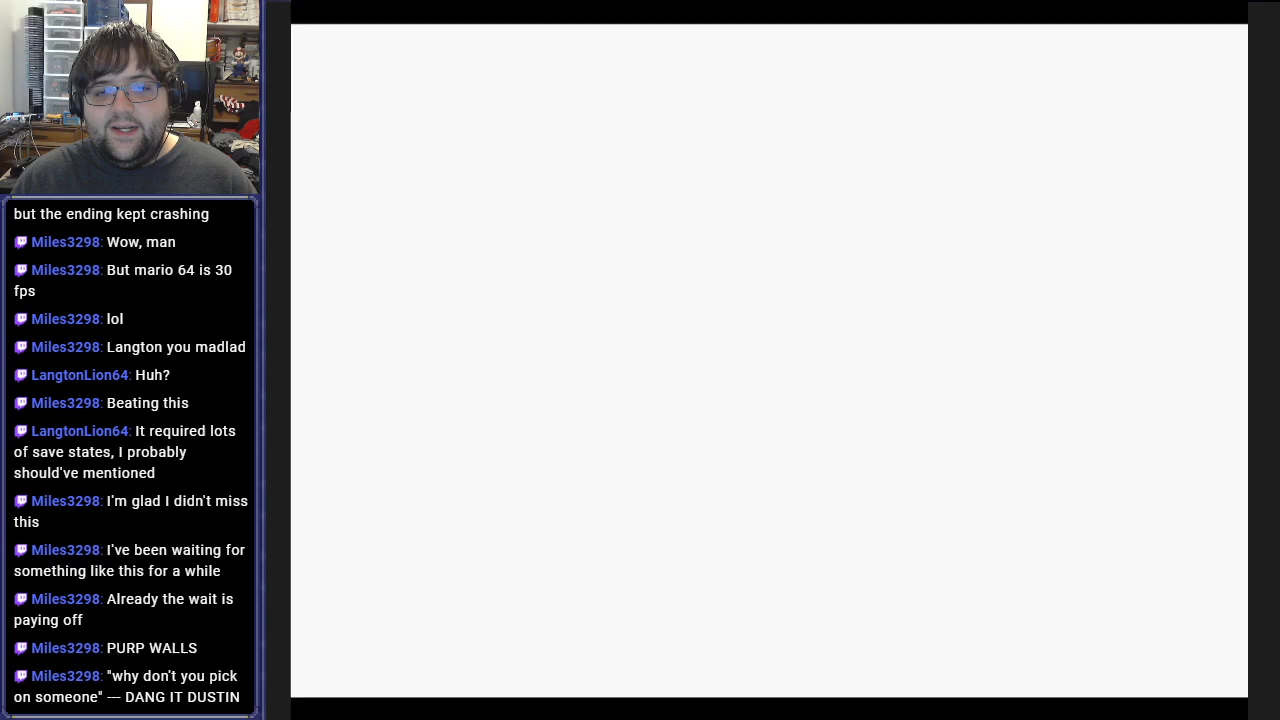 but the ending kept crashing
Miles3298: Wow, man
Miles3298: But mario 64 is 30
fps
Miles3298: lol
Miles3298: Langton you madlad
LangtonLion64: Huh?
Miles3298: Beating this
LangtonLion64: It required lots
of save states, I probably
should've mentioned
Miles3298: I'm glad I didn't miss
this
Miles3298: I've been waiting for
something like this for a while
Miles3298: Already the wait is
paying off
Miles3298: PURP WALLS
Miles3298: "why don't you pick
on someone" --- DANG IT DUSTIN